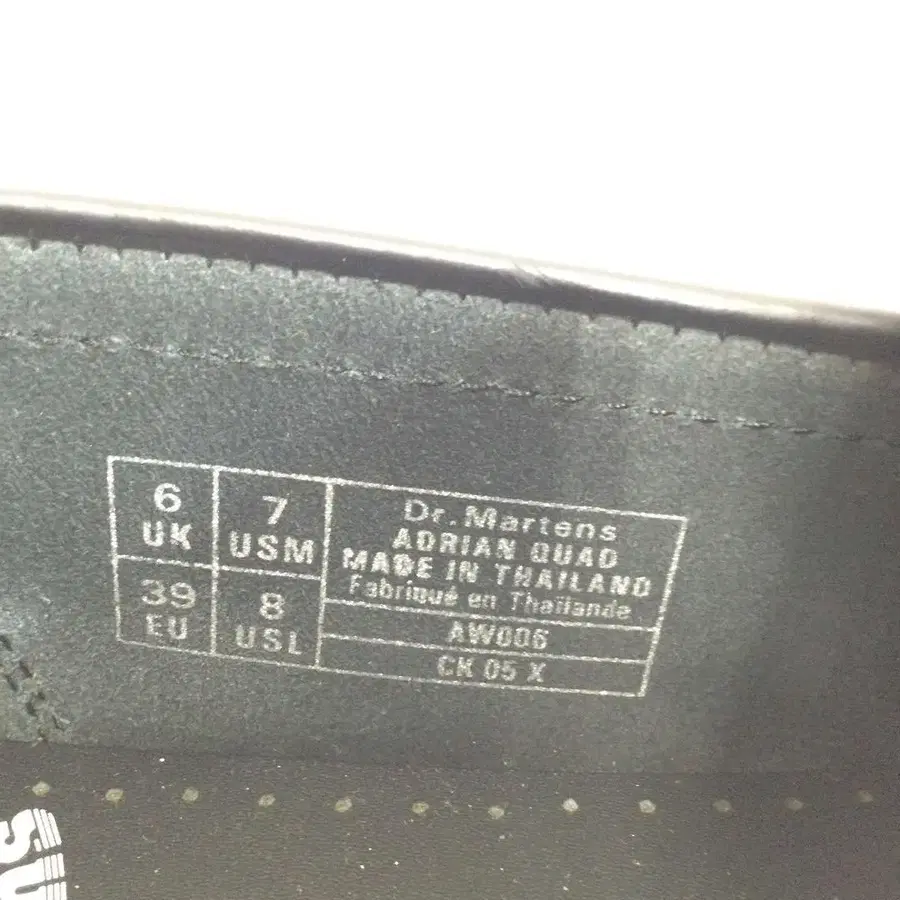 6
UK
7
USM
39
EU
8
USL
Dr. Martens
ADRIAN QUAD
MADE IN THAILAND
Fabriqué en Thaïlande
AW006
CK 05 X